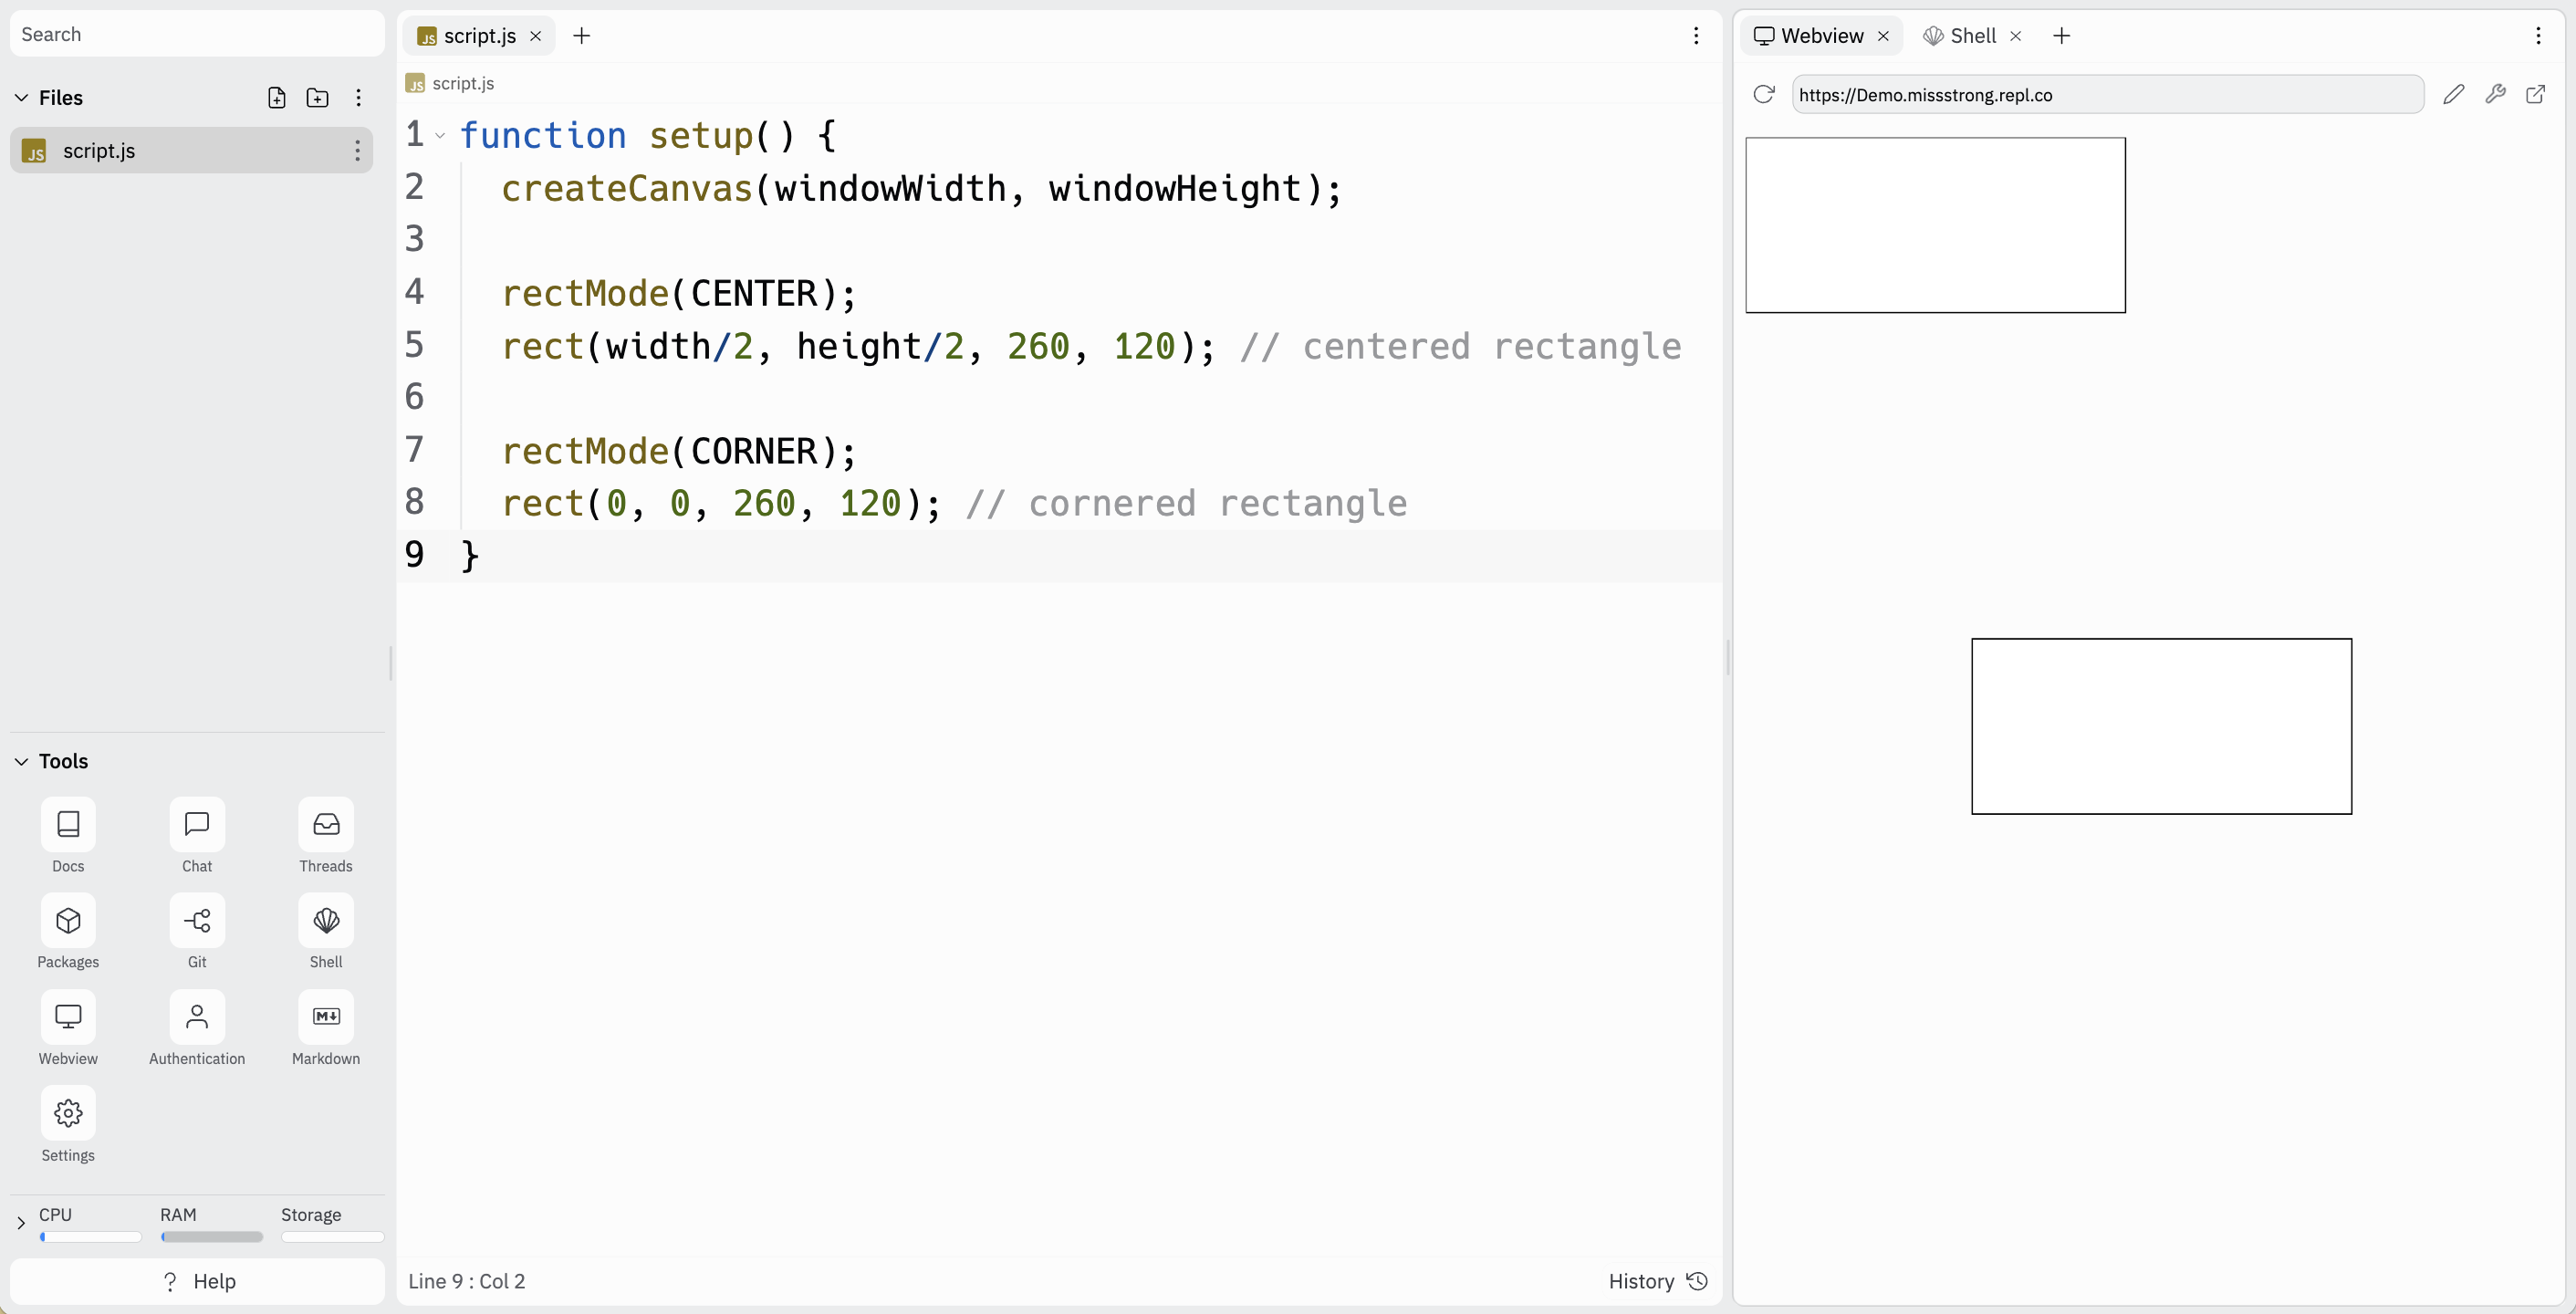 Search
Files
JS script.js
Tools
Docs Chat Threads
Packages Git Shell
Webview Authentication Markdown
Settings
CPU RAM Storage
? Help
JS script.js
JS script.js
1 function setup() {
2 createCanvas(windowWidth, windowHeight);
3
4 rectMode(CENTER);
5 rect(width/2, height/2, 260, 120); // centered rectangle
6
7 rectMode(CORNER);
8 rect(0, 0, 260, 120); // cornered rectangle
9 }
Line 9 : Col 2 History
Webview Shell
https://Demo.missstrong.repl.co